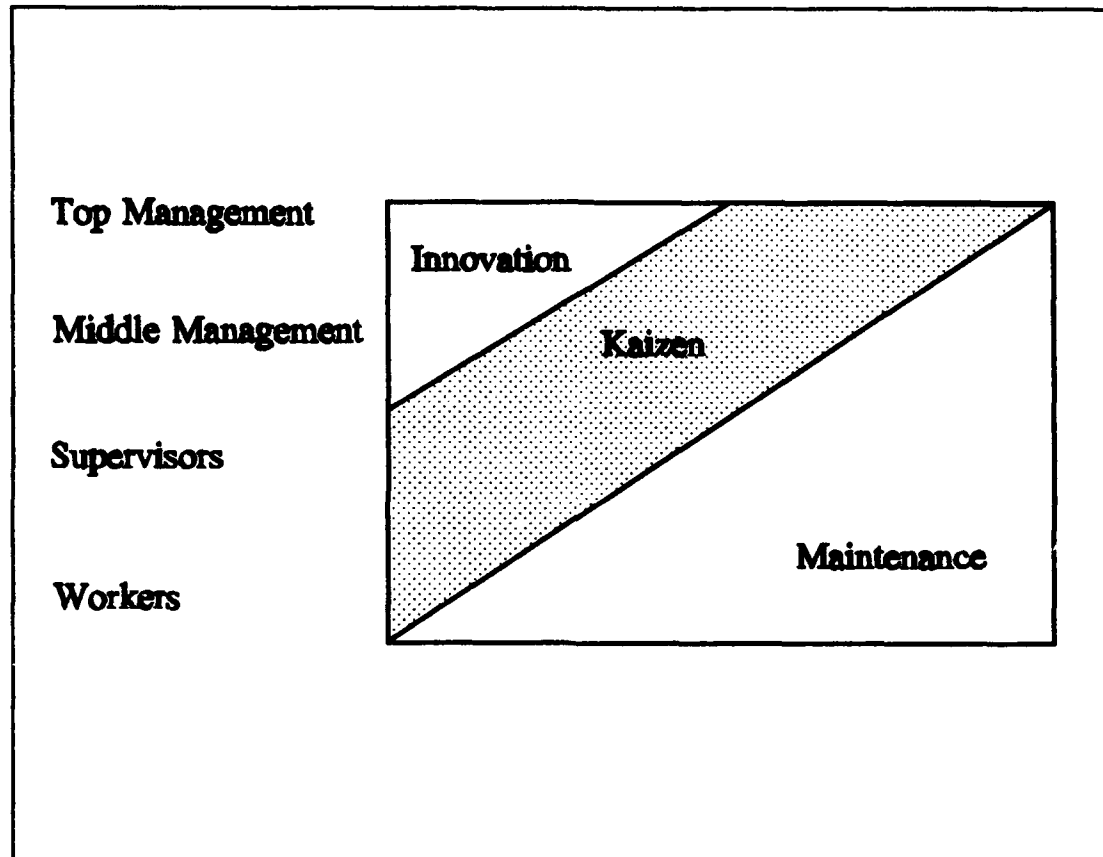 Top Management
Innovation
Middle Management
Kaizen
Supervisors
Maintenance
Workers